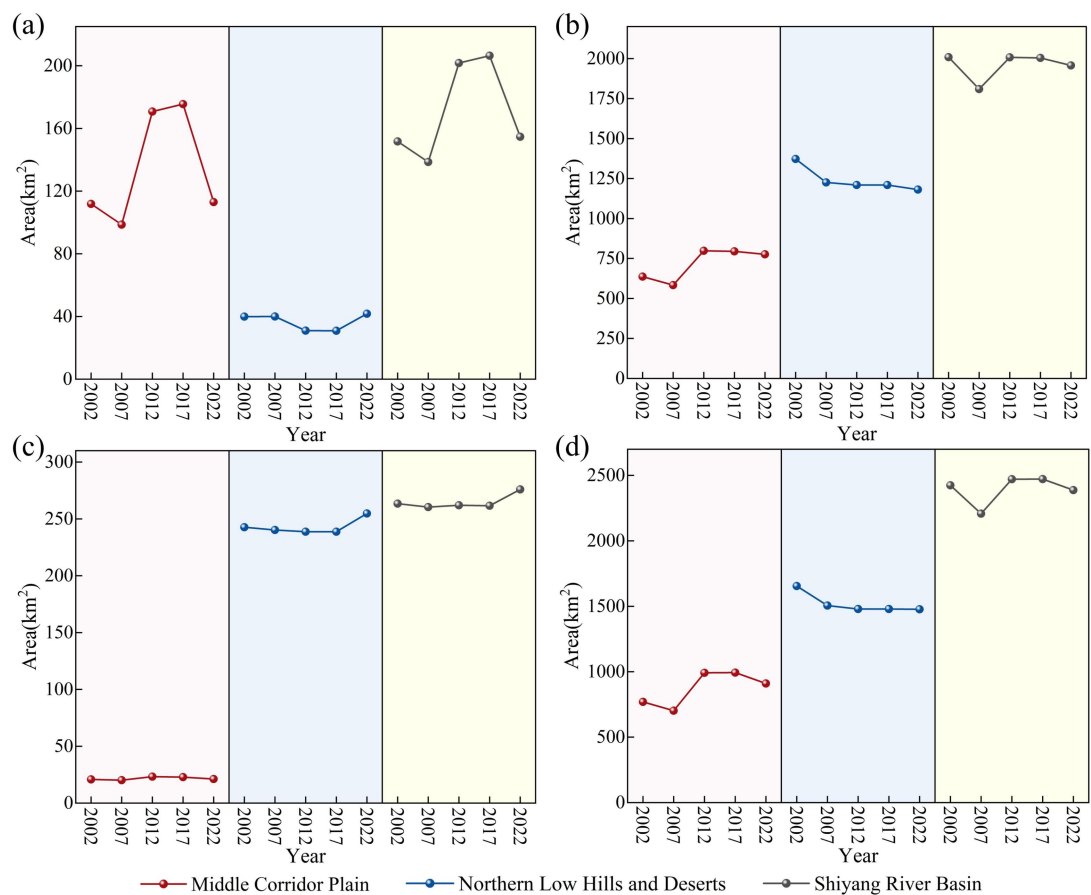 (a)
Area(km²)
200
160
120
80
40
0
2002 2007 2012 2017 2022 2002 2007 2012 2017 2022 2002 2007 2012 2017 2022
Year
(b)
Area(km²)
2000
1750
1500
1250
1000
750
500
250
0
2002 2007 2012 2017 2022 2002 2007 2012 2017 2022 2002 2007 2012 2017 2022
Year
(c)
Area(km²)
300
250
200
150
100
50
0
2002 2007 2012 2017 2022 2002 2007 2012 2017 2022 2002 2007 2012 2017 2022
Year
(d)
Area(km²)
2500
2000
1500
1000
500
0
2002 2007 2012 2017 2022 2002 2007 2012 2017 2022 2002 2007 2012 2017 2022
Year
Middle Corridor Plain Northern Low Hills and Deserts Shiyang River Basin